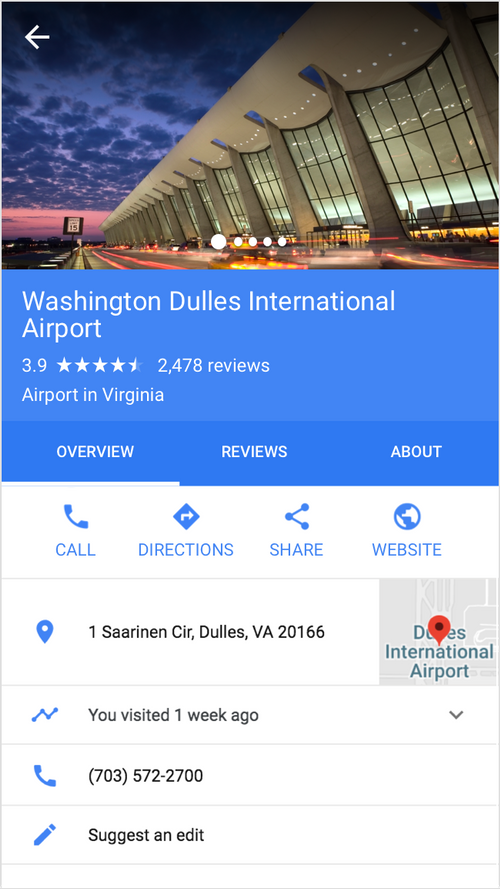 15
Washington Dulles International
Airport
3.9 ★★★★⯨ 2,478 reviews
Airport in Virginia
OVERVIEW REVIEWS ABOUT
CALL DIRECTIONS SHARE WEBSITE
1 Saarinen Cir, Dulles, VA 20166
International
Airport
You visited 1 week ago
(703) 572-2700
Suggest an edit